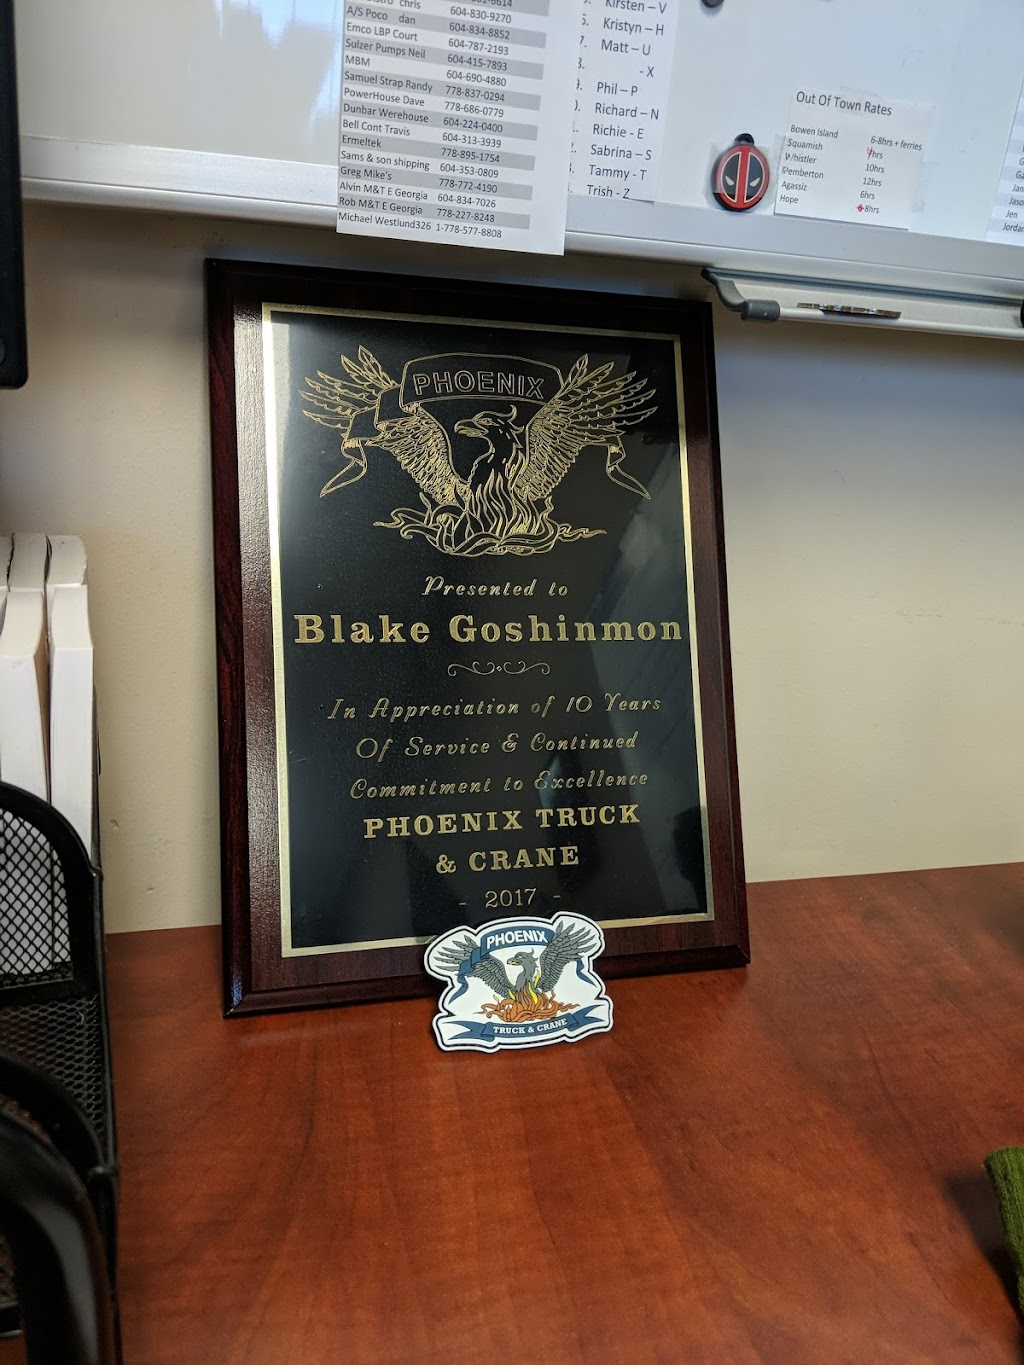 chris
A/S Poco dan 604-830-9270
Emco LBP Court 604-834-8852
Sulzer Pumps Neil 604-787-2193
MBM 604-415-7893
Samuel Strap Randy 604-690-4880
PowerHouse Dave 778-837-0294
Dunbar Werehouse 778-686-0779
Bell Cont Travis 604-224-0400
Ermeltek 604-313-3939
Sams & son shipping 778-895-1754
Greg Mike's 604-353-0809
Alvin M&T E Georgia 778-772-4190
Rob M&T E Georgia 604-834-7026
Michael Westlund326 778-227-8248
1-778-577-8808
Kirsten – V
Kristyn – H
7. Matt – U
- X
Phil – P
Richard – N
Richie - E
Sabrina – S
Tammy - T
Trish - Z
Out Of Town Rates
Bowen Island 6-8hrs + ferries
Squamish hrs
Whistler 10hrs
Pemberton 12hrs
Agassiz 6hrs
Hope 8hrs
Jen
PHOENIX
Presented to
Blake Goshinmon
In Appreciation of 10 Years
Of Service & Continued
Commitment to Excellence
PHOENIX TRUCK
& CRANE
- 2017 -
PHOENIX
TRUCK & CRANE